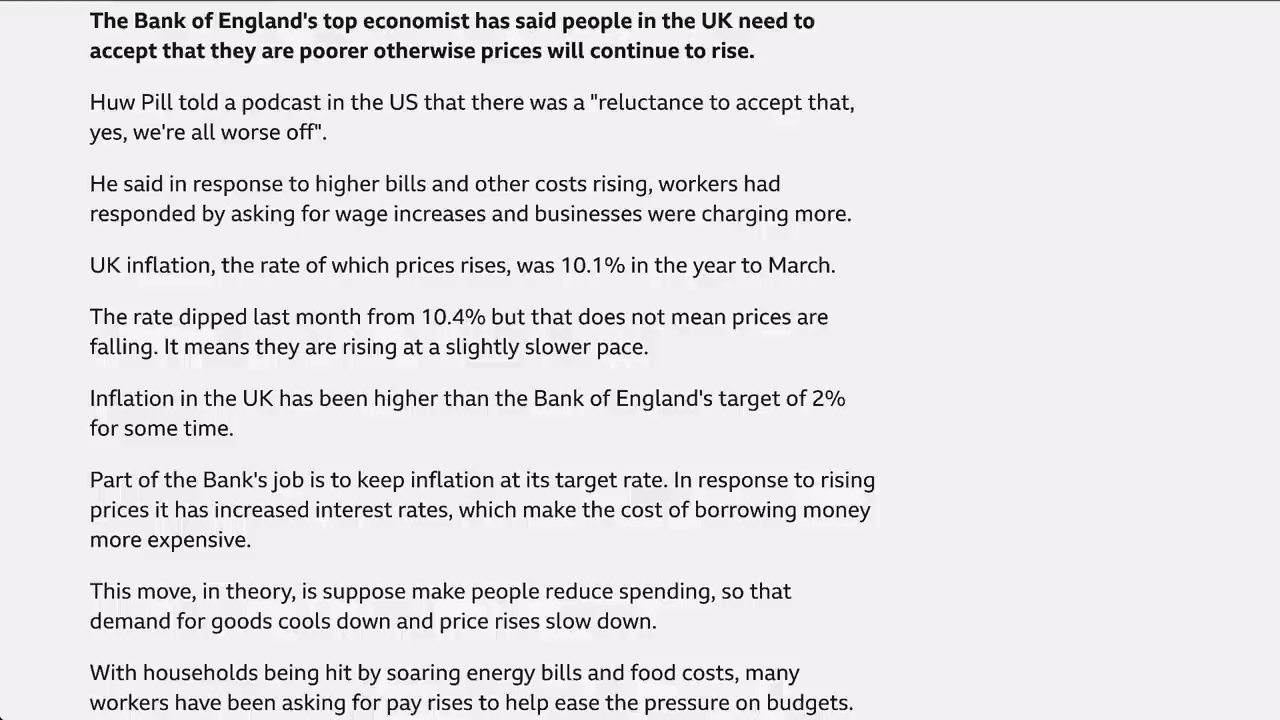 The Bank of England's top economist has said people in the UK need to
accept that they are poorer otherwise prices will continue to rise.
Huw Pill told a podcast in the US that there was a "reluctance to accept that,
yes, we're all worse off".
He said in response to higher bills and other costs rising, workers had
responded by asking for wage increases and businesses were charging more.
UK inflation, the rate of which prices rises, was 10.1% in the year to March.
The rate dipped last month from 10.4% but that does not mean prices are
falling. It means they are rising at a slightly slower pace.
Inflation in the UK has been higher than the Bank of England's target of 2%
for some time.
Part of the Bank's job is to keep inflation at its target rate. In response to rising
prices it has increased interest rates, which make the cost of borrowing money
more expensive.
This move, in theory, is suppose make people reduce spending, so that
demand for goods cools down and price rises slow down.
With households being hit by soaring energy bills and food costs, many
workers have been asking for pay rises to help ease the pressure on budgets.